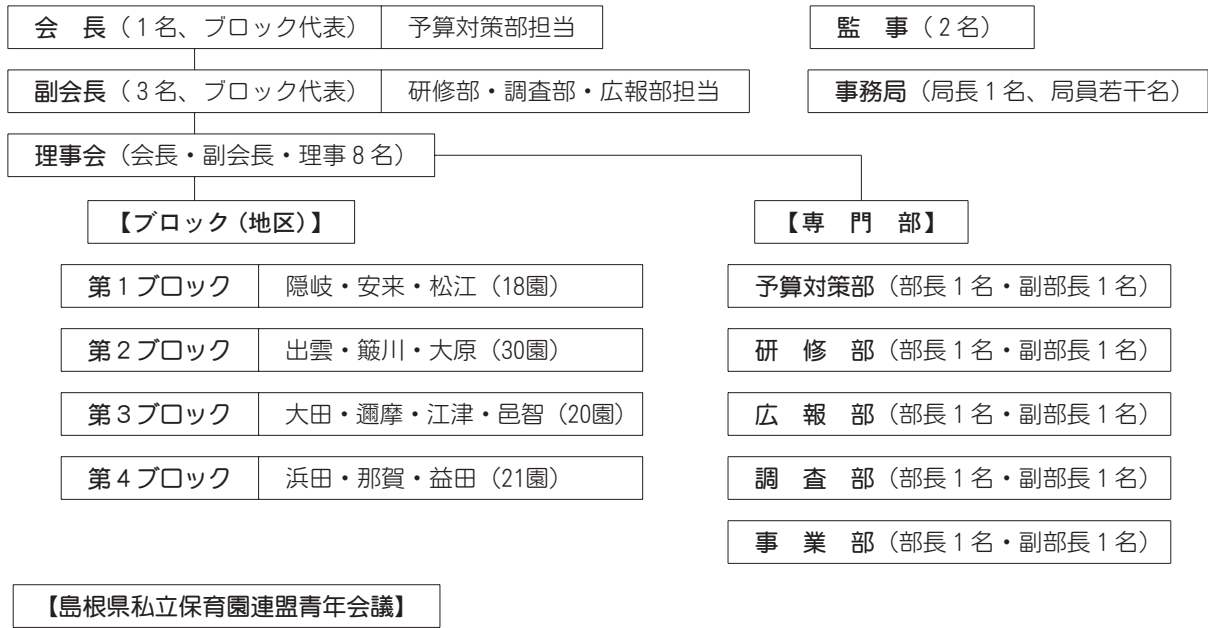 会　長（1名、ブロック代表） 予算対策部担当
監　事（2名）
副会長（3名、ブロック代表） 研修部・調査部・広報部担当
事務局（局長1名、局員若干名）
理事会（会長・副会長・理事8名）
【ブロック（地区）】
【専　門　部】
第1ブロック 隠岐・安来・松江（18園）
予算対策部（部長1名・副部長1名）
第2ブロック 出雲・簸川・大原（30園）
研　修　部（部長1名・副部長1名）
第3ブロック 大田・邇摩・江津・邑智（20園）
広　報　部（部長1名・副部長1名）
第4ブロック 浜田・那賀・益田（21園）
調　査　部（部長1名・副部長1名）
事　業　部（部長1名・副部長1名）
【島根県私立保育園連盟青年会議】